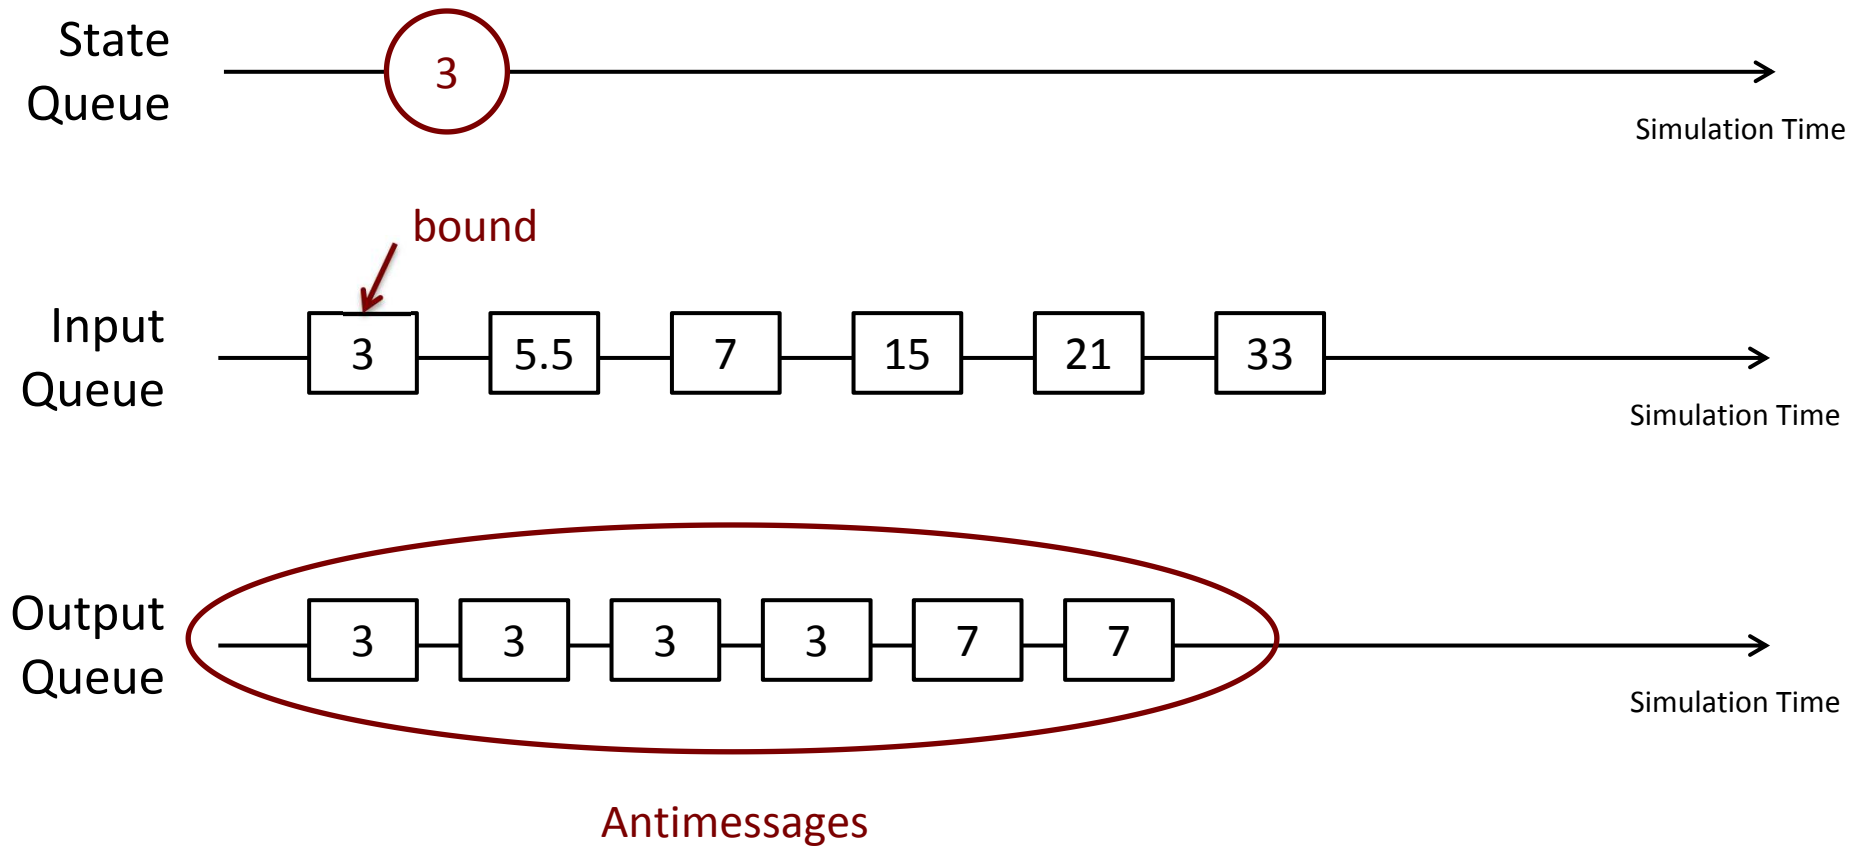 State
Queue
3
Simulation Time
bound
Input
Queue
3 5.5 7 15 21 33
Simulation Time
Output
Queue
3 3 3 3 7 7
Simulation Time
Antimessages